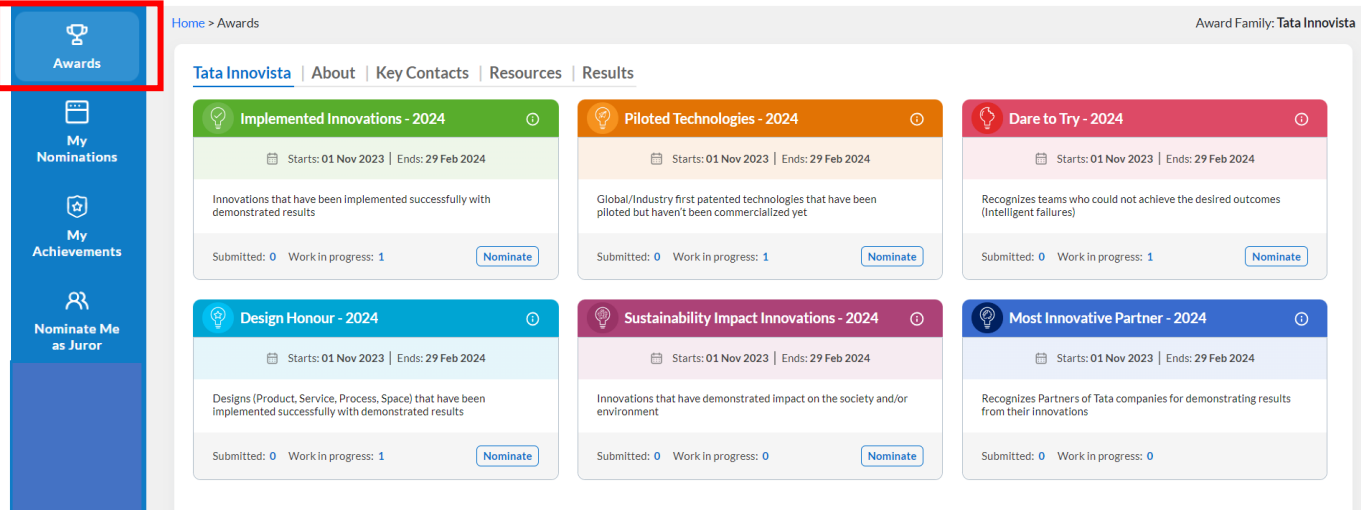 Awards
My
Nominations
My
Achievements
Nominate Me
as Juror
Home > Awards
Award Family: Tata Innovista
Tata Innovista | About | Key Contacts | Resources | Results
Implemented Innovations - 2024
Starts: 01 Nov 2023 | Ends: 29 Feb 2024
Innovations that have been implemented successfully with
demonstrated results
Submitted: 0 Work in progress: 1 Nominate
Piloted Technologies - 2024
Starts: 01 Nov 2023 | Ends: 29 Feb 2024
Global/Industry first patented technologies that have been
piloted but haven't been commercialized yet
Submitted: 0 Work in progress: 1 Nominate
Dare to Try - 2024
Starts: 01 Nov 2023 | Ends: 29 Feb 2024
Recognizes teams who could not achieve the desired outcomes
(Intelligent failures)
Submitted: 0 Work in progress: 1 Nominate
Design Honour - 2024
Starts: 01 Nov 2023 | Ends: 29 Feb 2024
Designs (Product, Service, Process, Space) that have been
implemented successfully with demonstrated results
Submitted: 0 Work in progress: 1 Nominate
Sustainability Impact Innovations - 2024
Starts: 01 Nov 2023 | Ends: 29 Feb 2024
Innovations that have demonstrated impact on the society and/or
environment
Submitted: 0 Work in progress: 0 Nominate
Most Innovative Partner - 2024
Starts: 01 Nov 2023 | Ends: 29 Feb 2024
Recognizes Partners of Tata companies for demonstrating results
from their innovations
Submitted: 0 Work in progress: 0